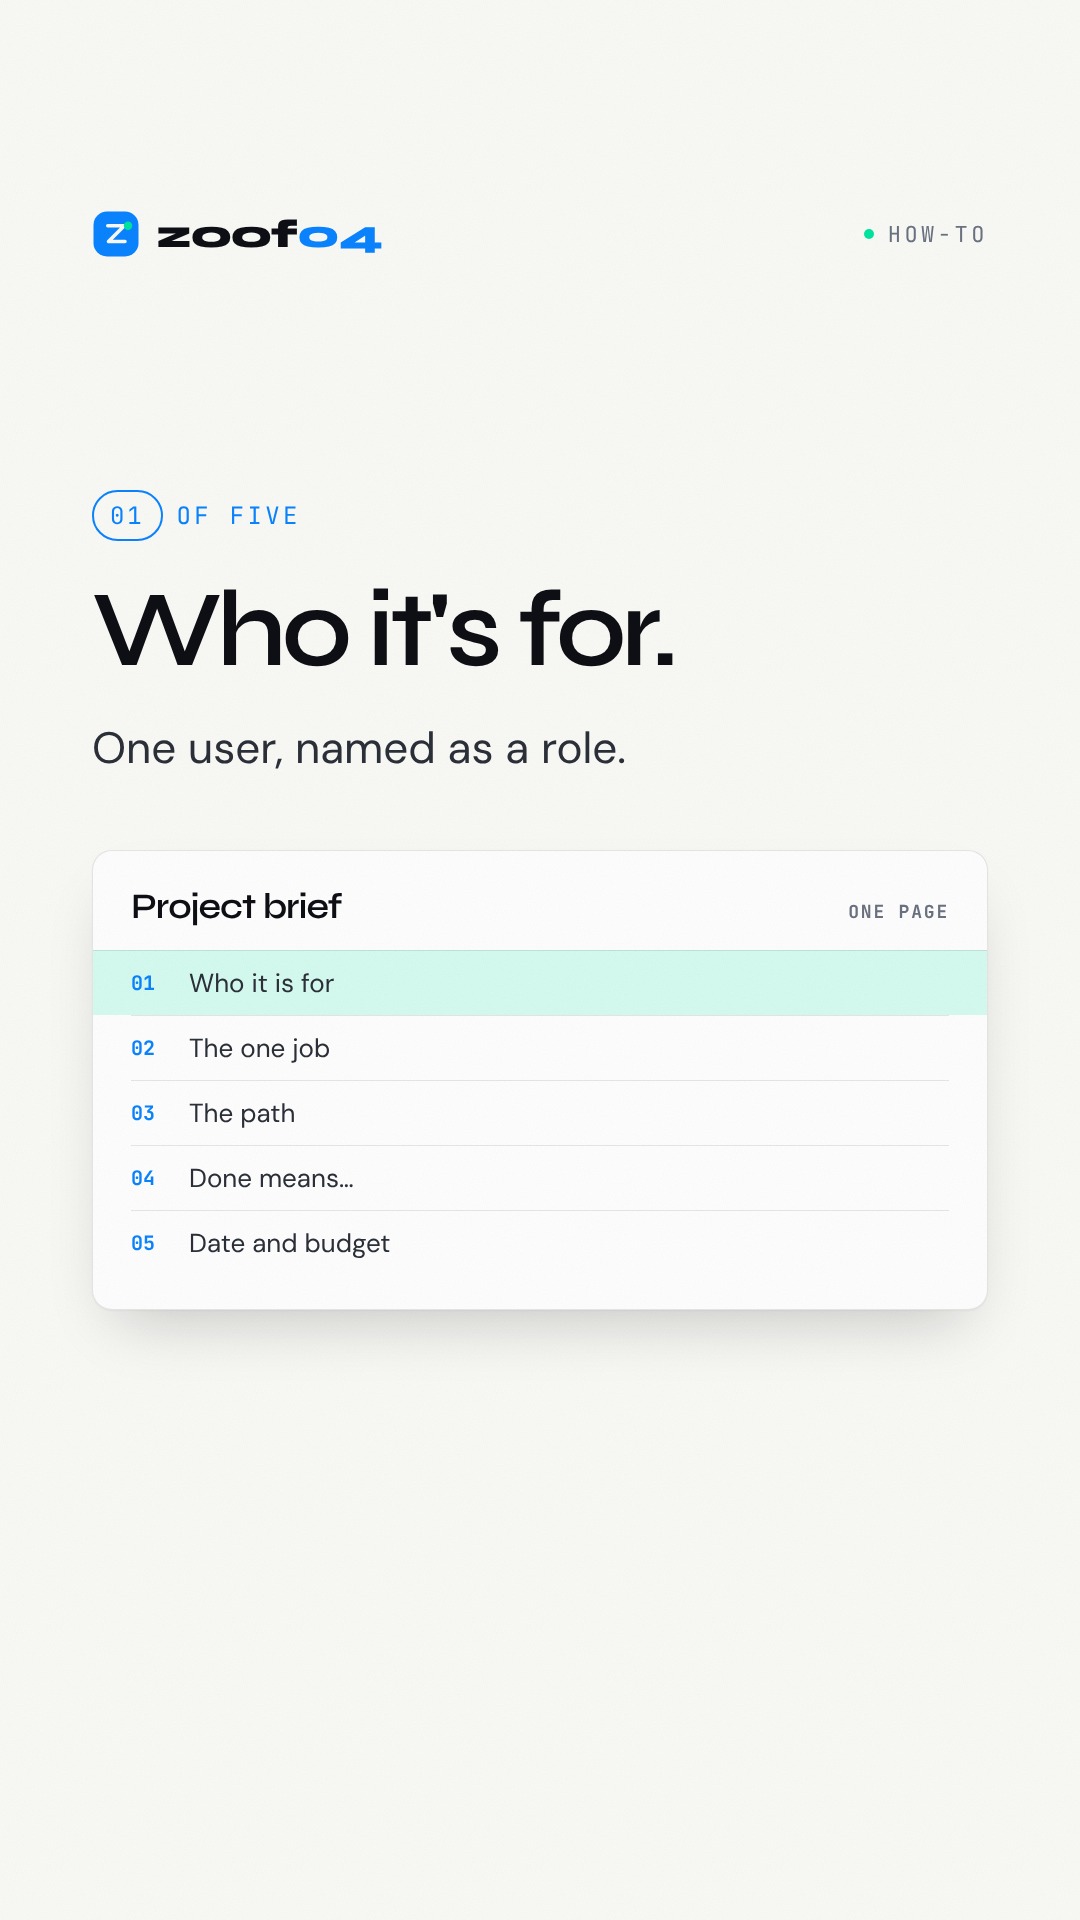 Z zoof04
HOW-TO
01 OF FIVE
Who it's for.
One user, named as a role.
Project brief
ONE PAGE
01 Who it is for
02 The one job
03 The path
04 Done means…
05 Date and budget